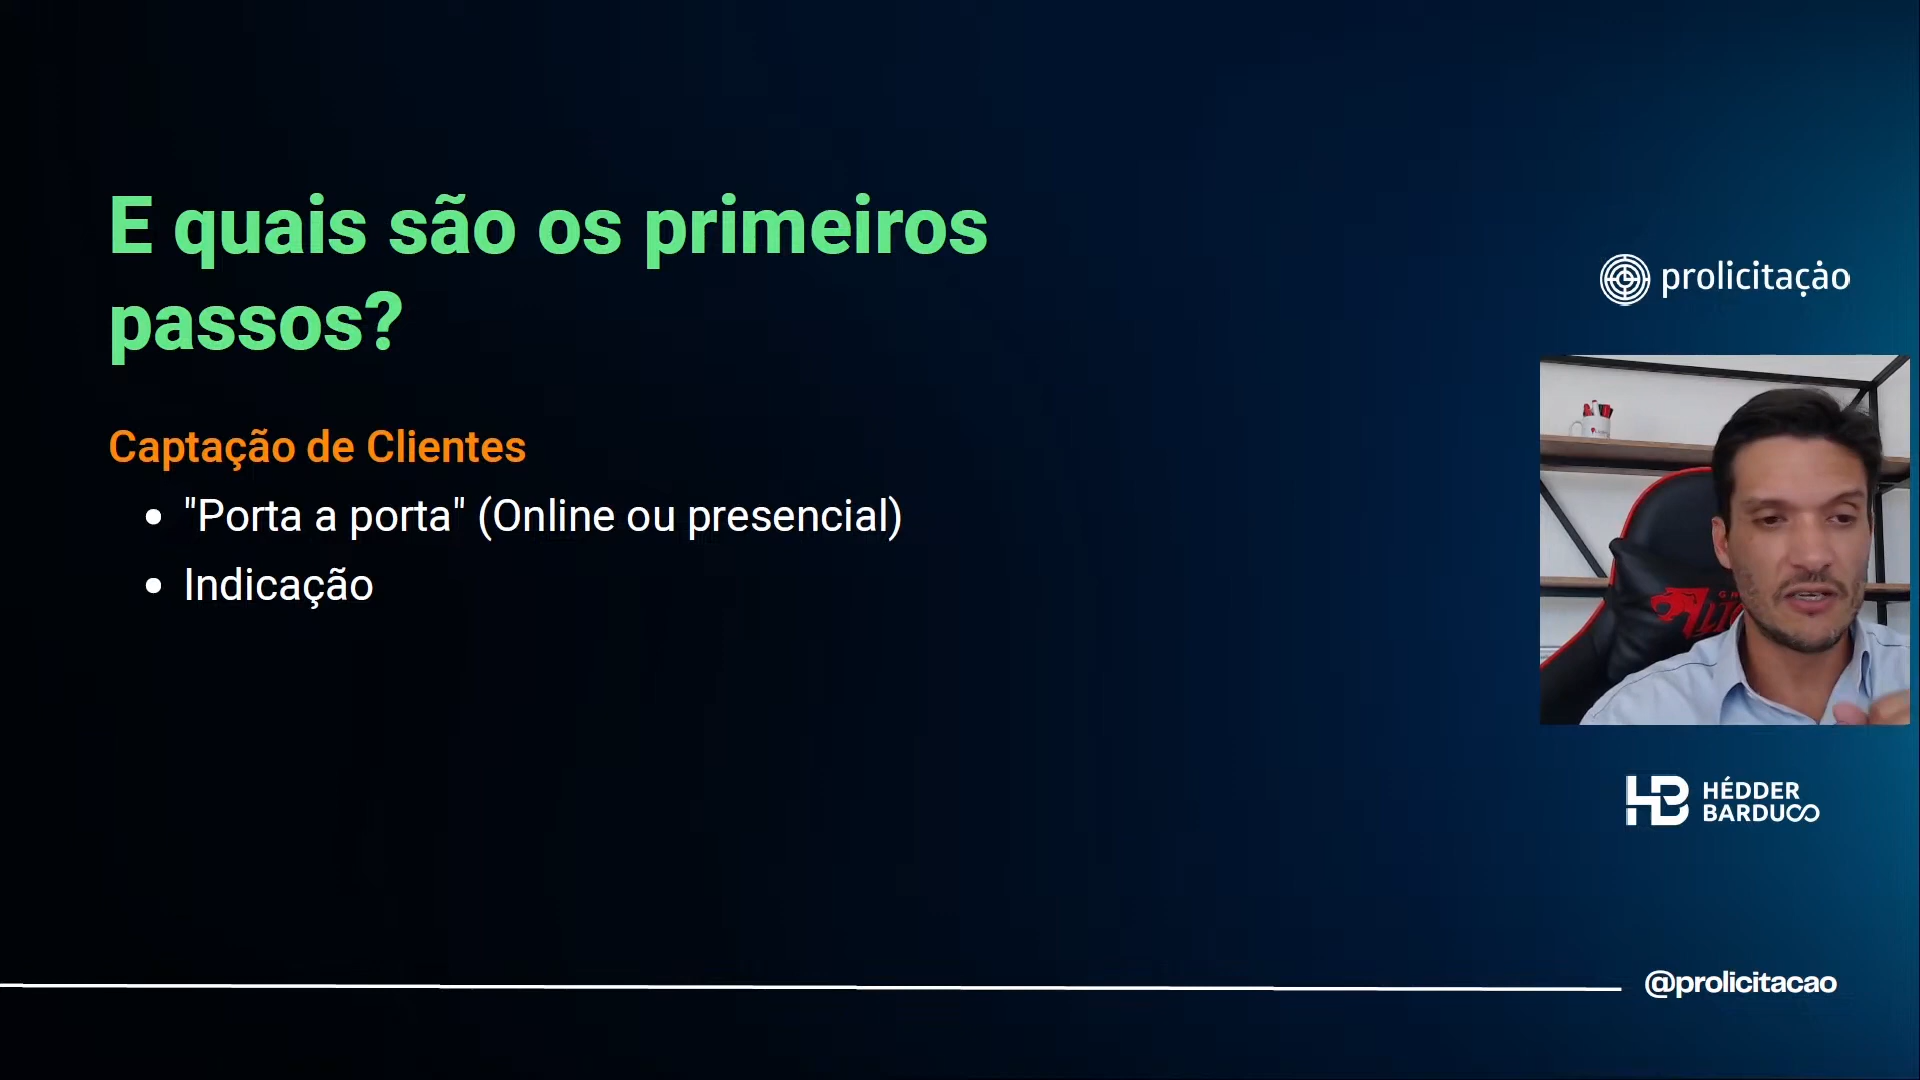 E quais são os primeiros
passos?
Captação de Clientes
"Porta a porta" (Online ou presencial)
Indicação
prolicitação
HÉDDER
BARDUCO
@prolicitacao